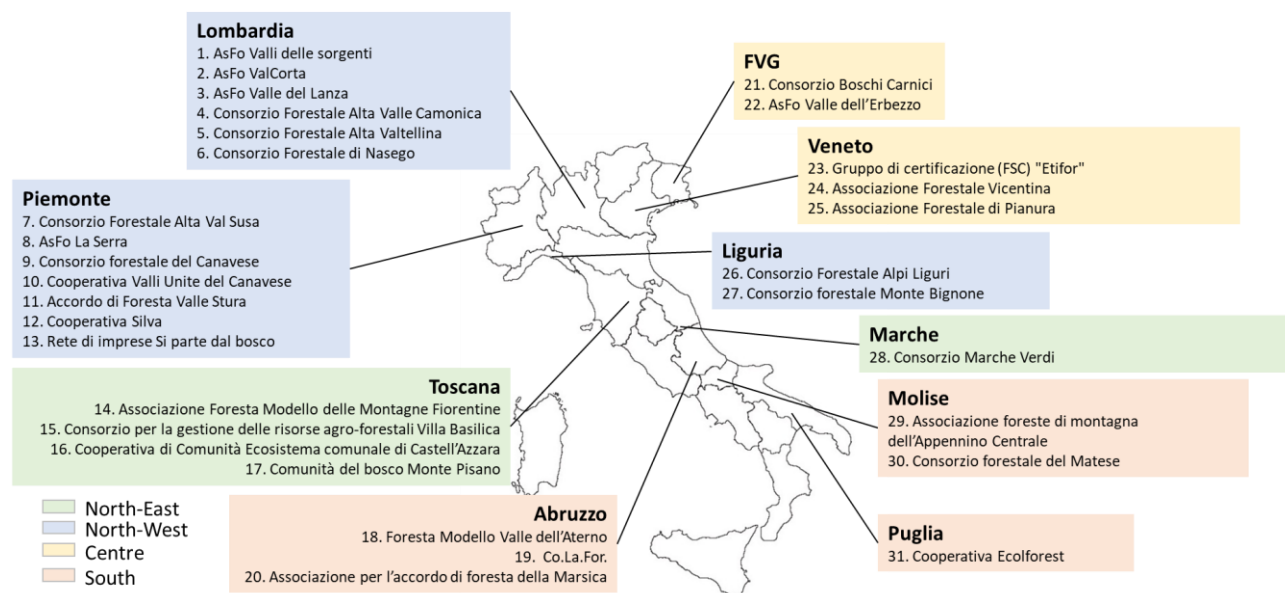 Lombardia
1. AsFo Valli delle sorgenti
2. AsFo ValCorta
3. AsFo Valle del Lanza
4. Consorzio Forestale Alta Valle Camonica
5. Consorzio Forestale Alta Valtellina
6. Consorzio Forestale di Nasego
FVG
21. Consorzio Boschi Carnici
22. AsFo Valle dell'Erbezzo
Veneto
23. Gruppo di certificazione (FSC) "Etifor"
24. Associazione Forestale Vicentina
25. Associazione Forestale di Pianura
Piemonte
7. Consorzio Forestale Alta Val Susa
8. AsFo La Serra
9. Consorzio forestale del Canavese
10. Cooperativa Valli Unite del Canavese
11. Accordo di Foresta Valle Stura
12. Cooperativa Silva
13. Rete di imprese Si parte dal bosco
Liguria
26. Consorzio Forestale Alpi Liguri
27. Consorzio forestale Monte Bignone
Marche
28. Consorzio Marche Verdi
Toscana
14. Associazione Foresta Modello delle Montagne Fiorentine
15. Consorzio per la gestione delle risorse agro-forestali Villa Basilica
16. Cooperativa di Comunità Ecosistema comunale di Castell'Azzara
17. Comunità del bosco Monte Pisano
Molise
29. Associazione foreste di montagna
dell'Appennino Centrale
30. Consorzio forestale del Matese
North-East
North-West
Centre
South
Abruzzo
18. Foresta Modello Valle dell'Aterno
19. Co.La.For.
20. Associazione per l'accordo di foresta della Marsica
Puglia
31. Cooperativa Ecolforest